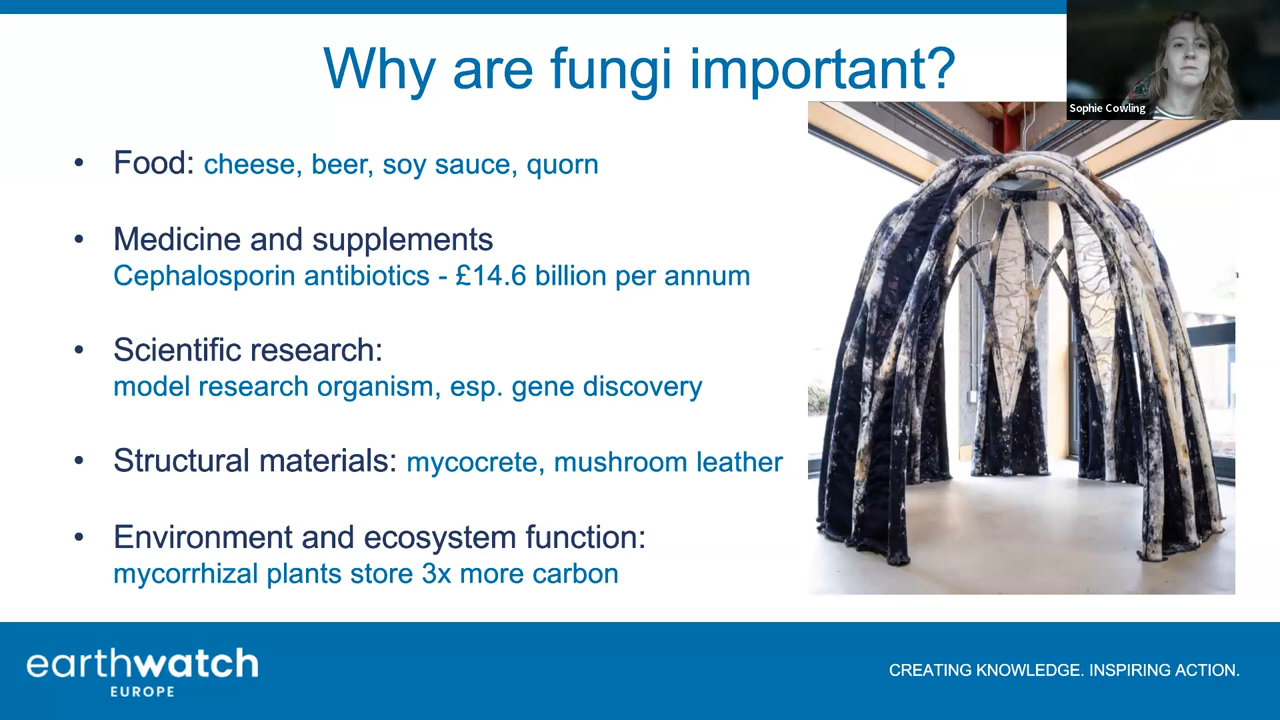 Why are fungi important?
Sophie Cowling
• Food: cheese, beer, soy sauce, quorn
• Medicine and supplements
Cephalosporin antibiotics - £14.6 billion per annum
• Scientific research:
model research organism, esp. gene discovery
• Structural materials: mycocrete, mushroom leather
• Environment and ecosystem function:
mycorrhizal plants store 3x more carbon
earthwatch
EUROPE
CREATING KNOWLEDGE. INSPIRING ACTION.